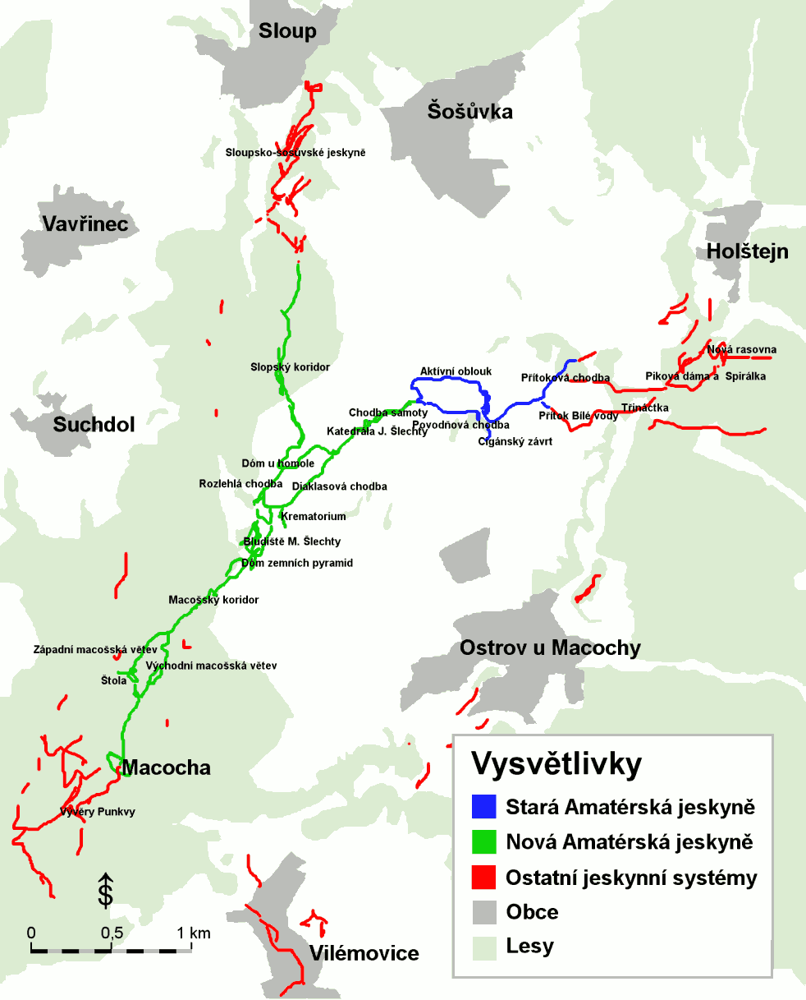 Sloup
Šošůvka
Sloupsko-šošůvské jeskyně
Vavřinec
Holštejn
Nová rasovna
Slopský koridor
Aktívní oblouk
Přítoková chodba
Piková dáma a Spirálka
Suchdol
Chodba samoty
Přítok Bílé vody
Třináctka
Povodňová chodba
Katedrála J. Šlechty
Cigánský závrt
Dóm u homole
Rozlehlá chodba
Diaklasová chodba
Krematorium
Bludiště M. Šlechty
Dóm zemních pyramid
Macošský koridor
Západní macošská větev
Ostrov u Macochy
Východní macošská větev
Štola
Macocha
Vývěry Punkvy
Vysvětlivky
Stará Amatérská jeskyně
Nová Amatérská jeskyně
Ostatní jeskynní systémy
Obce
Lesy
S
0 0,5 1 km
Vilémovice